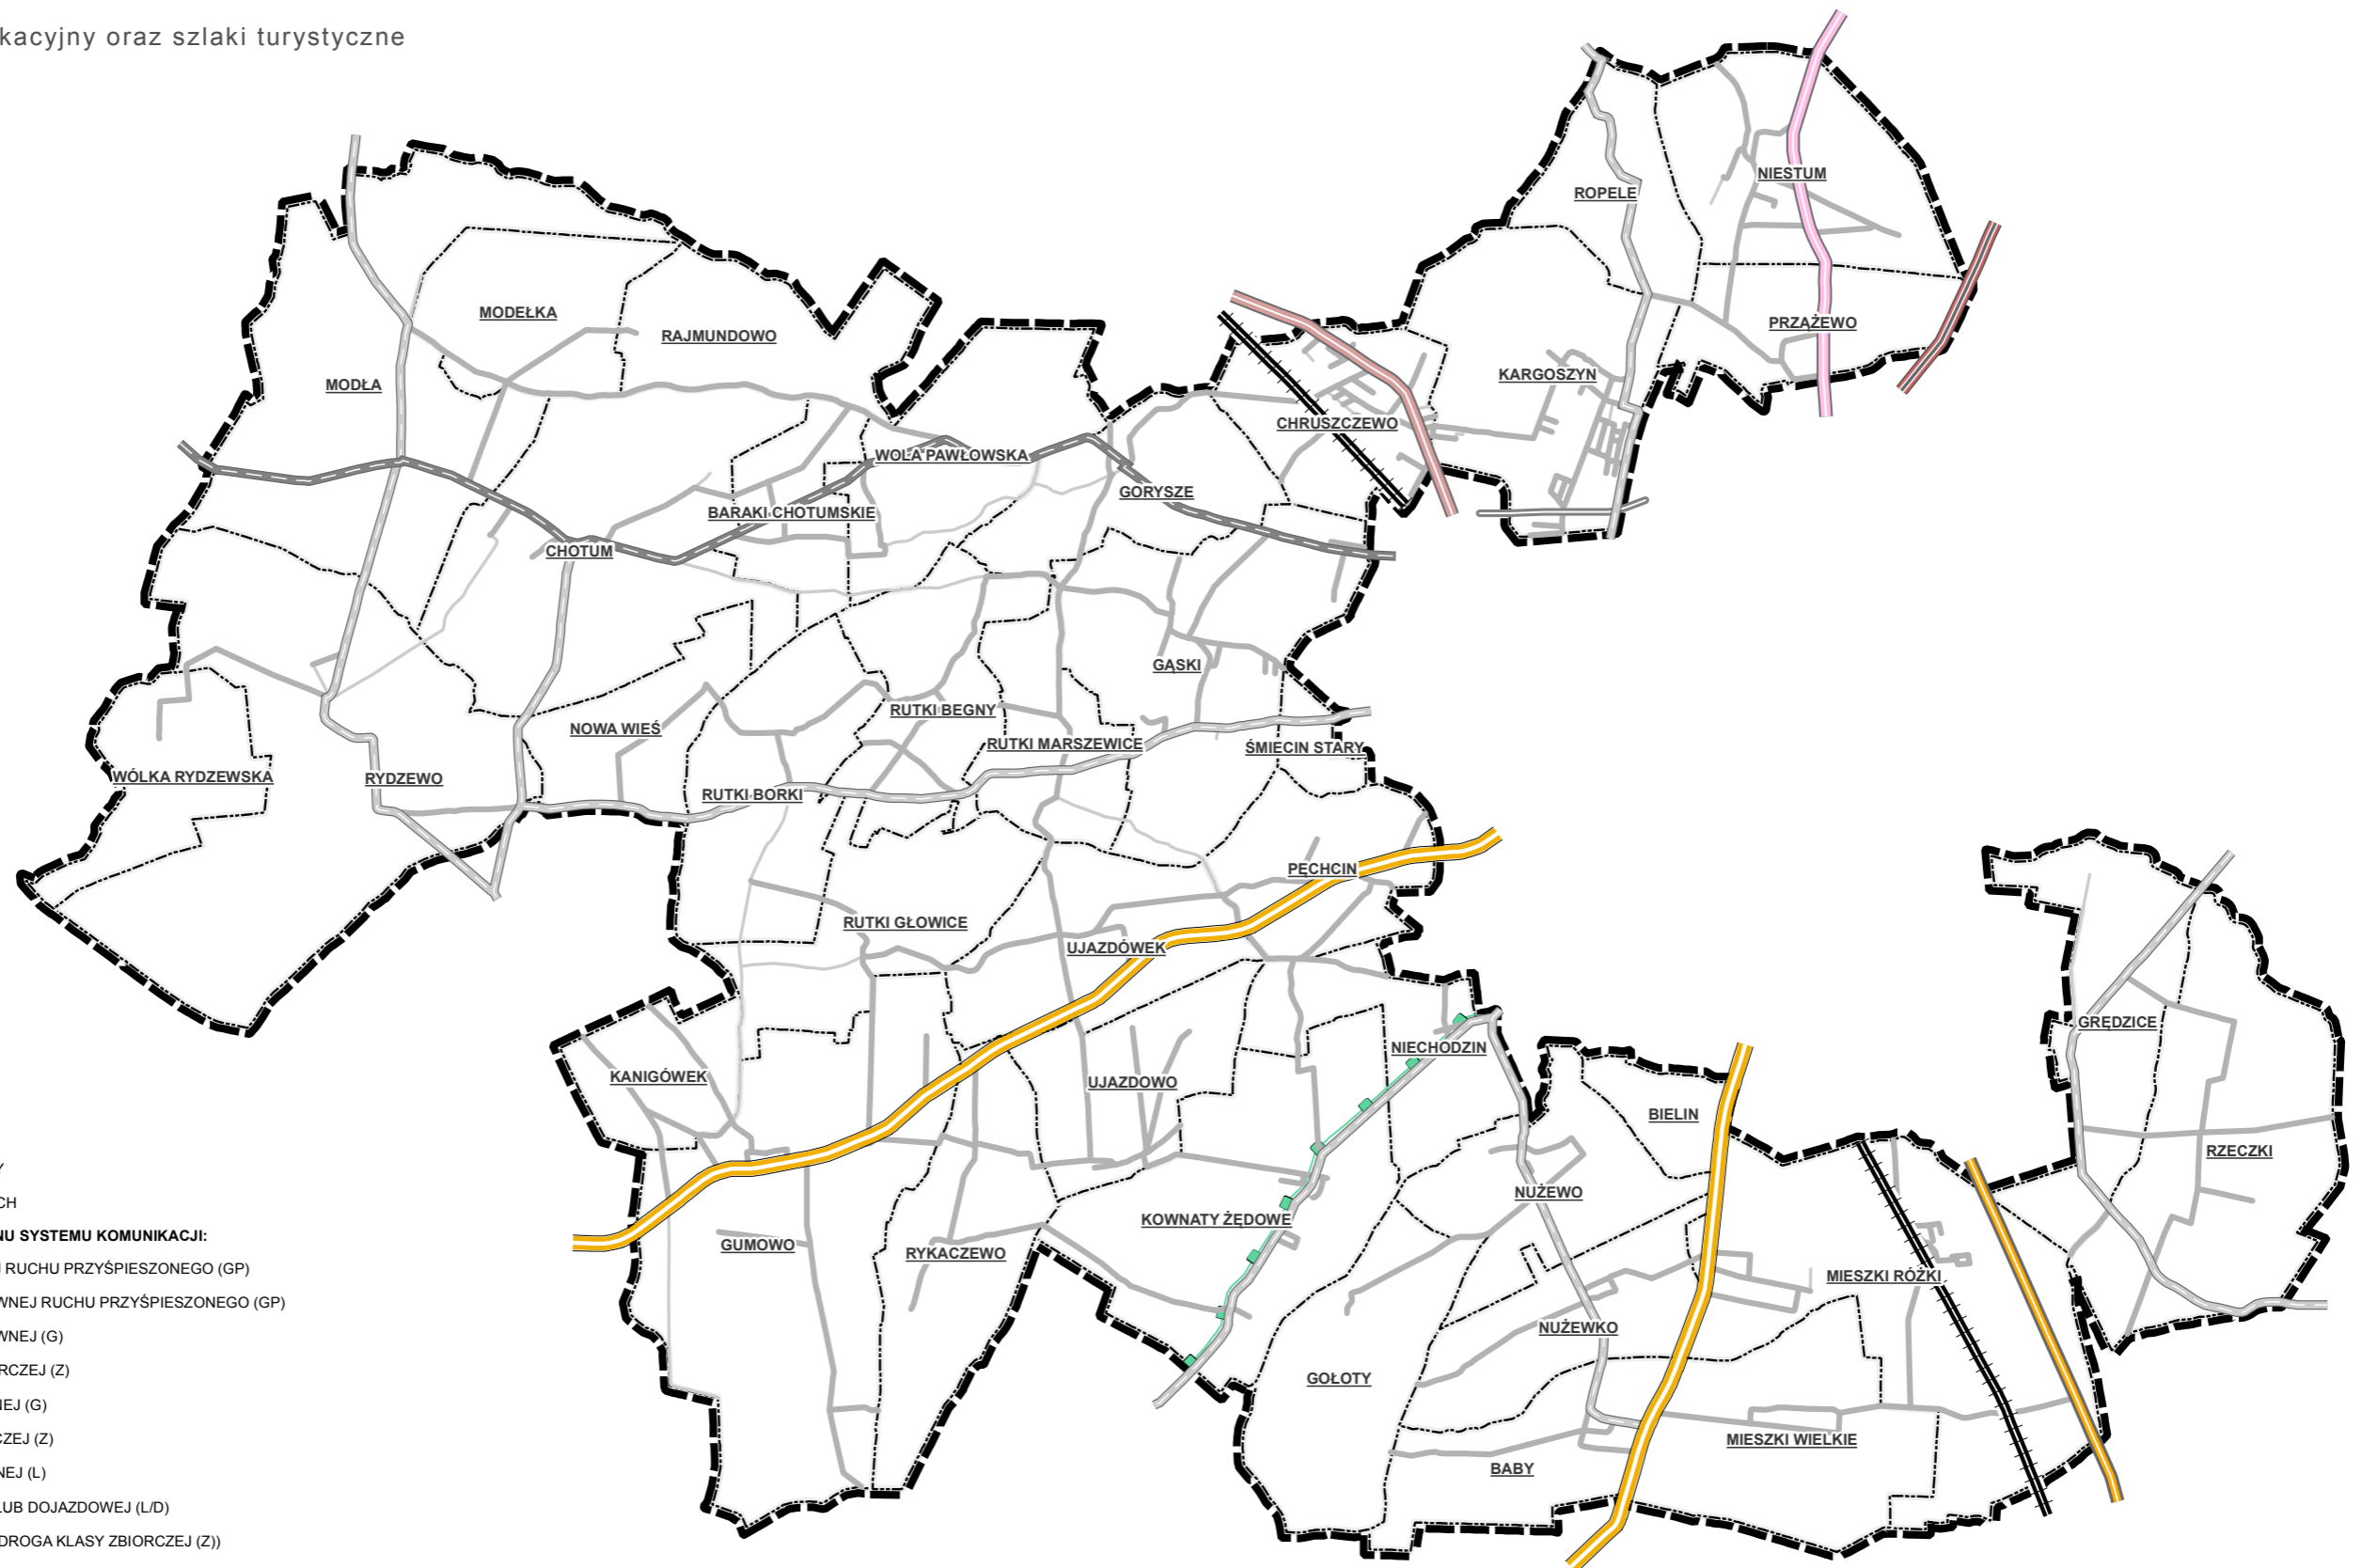 kacyjny oraz szlaki turystyczne
NIESTUM
ROPELE
MODEŁKA
RAJMUNDOWO
PRZĄŻEWO
MODŁA
KARGOSZYN
CHRUSZCZEWO
WOLA PAWŁOWSKA
GORYSZE
BARAKI CHOTUMSKIE
CHOTUM
GĄSKI
RUTKI BEGNY
NOWA WIEŚ
RUTKI MARSZEWICE
ŚMIECIN STARY
WÓLKA RYDZEWSKA
RYDZEWO
RUTKI BORKI
PĘCHCIN
RUTKI GŁOWICE
UJAZDÓWEK
GRĘDZICE
NIECHODZIN
KANIGÓWEK
UJAZDOWO
BIELIN
RZECZKI
NUŻEWO
KOWNATY ŻĘDOWE
GUMOWO
RYKACZEWO
MIESZKI RÓŻKI
NUŻEWKO
GOŁOTY
MIESZKI WIELKIE
BABY
Y
CH
NU SYSTEMU KOMUNIKACJI:
J RUCHU PRZYŚPIESZONEGO (GP)
WNEJ RUCHU PRZYŚPIESZONEGO (GP)
WNEJ (G)
RCZEJ (Z)
NEJ (G)
CZEJ (Z)
NEJ (L)
LUB DOJAZDOWEJ (L/D)
DROGA KLASY ZBIORCZEJ (Z))